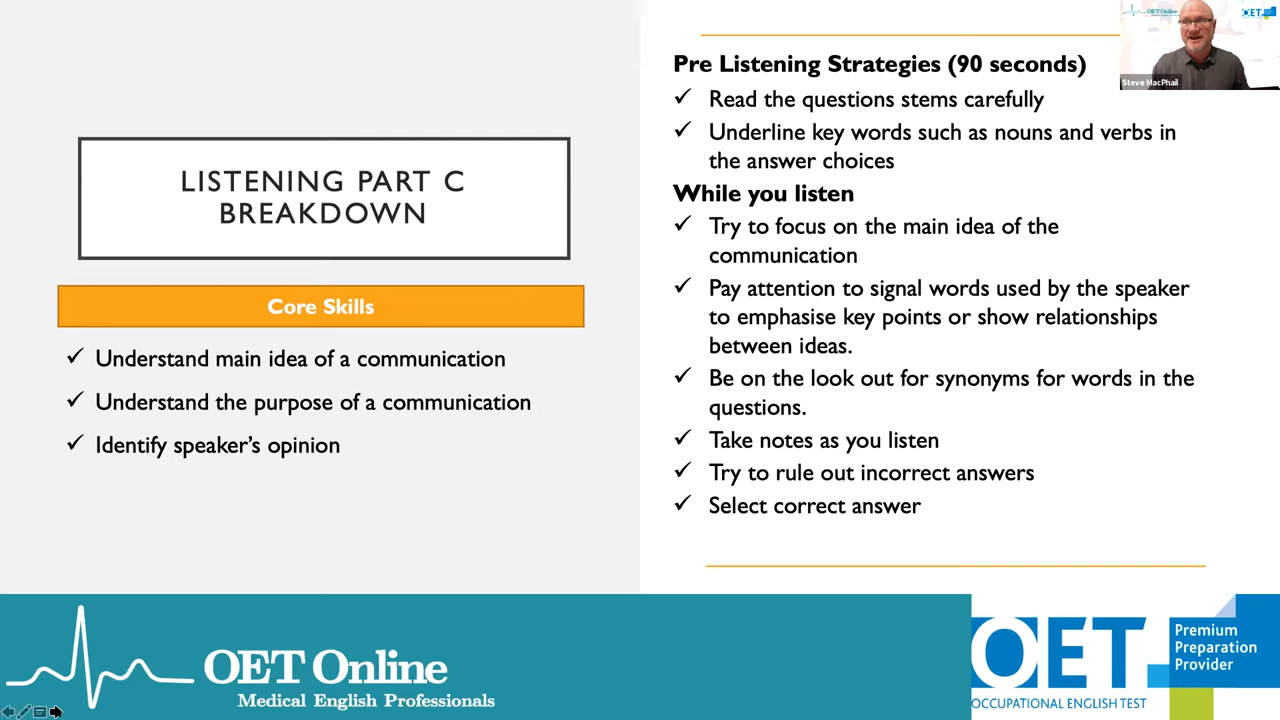 LISTENING PART C
BREAKDOWN
Core Skills
✓ Understand main idea of a communication
✓ Understand the purpose of a communication
✓ Identify speaker's opinion
Pre Listening Strategies (90 seconds)
✓ Read the questions stems carefully
✓ Underline key words such as nouns and verbs in
the answer choices
While you listen
✓ Try to focus on the main idea of the
communication
✓ Pay attention to signal words used by the speaker
to emphasise key points or show relationships
between ideas.
✓ Be on the look out for synonyms for words in the
questions.
✓ Take notes as you listen
✓ Try to rule out incorrect answers
✓ Select correct answer
OET Online
OET
Steve MacPhail
OET Online
Medical English Professionals
OET
OCCUPATIONAL ENGLISH TEST
Premium
Preparation
Provider